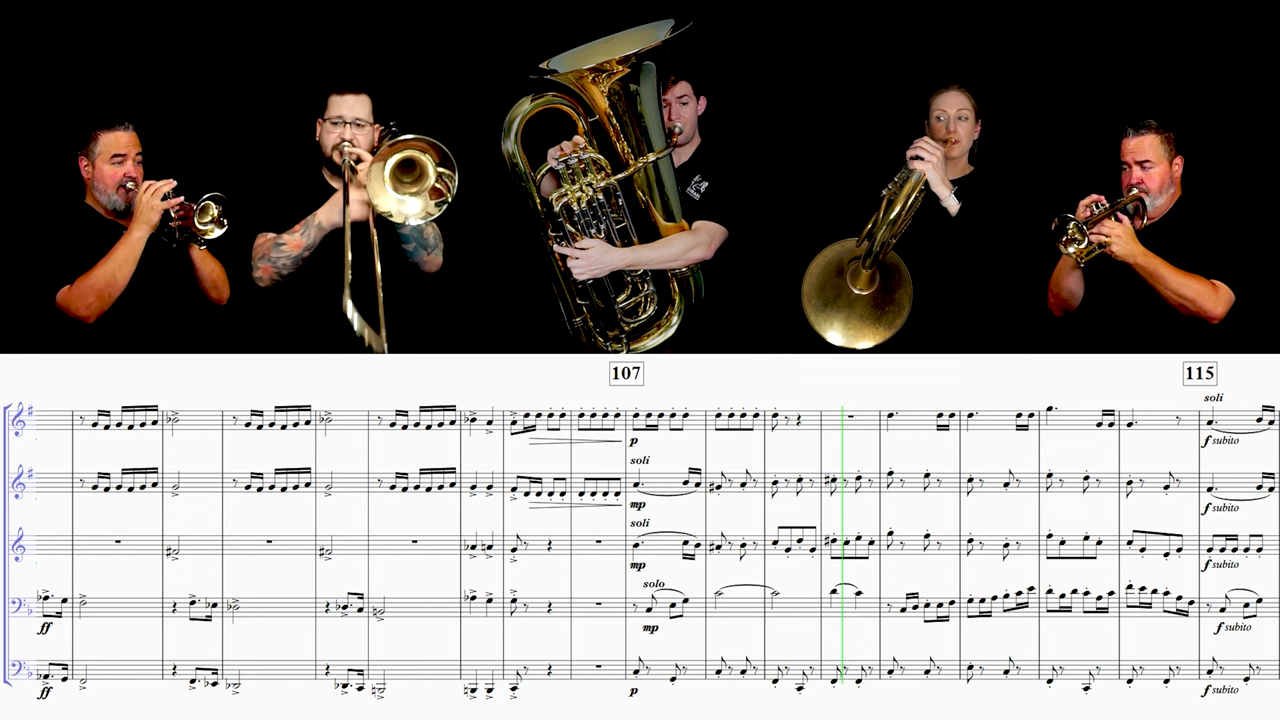 107
115
soli
p
f subito
soli
mp
f subito
soli
mp
f subito
solo
ff
mp
f subito
ff
p
f subito